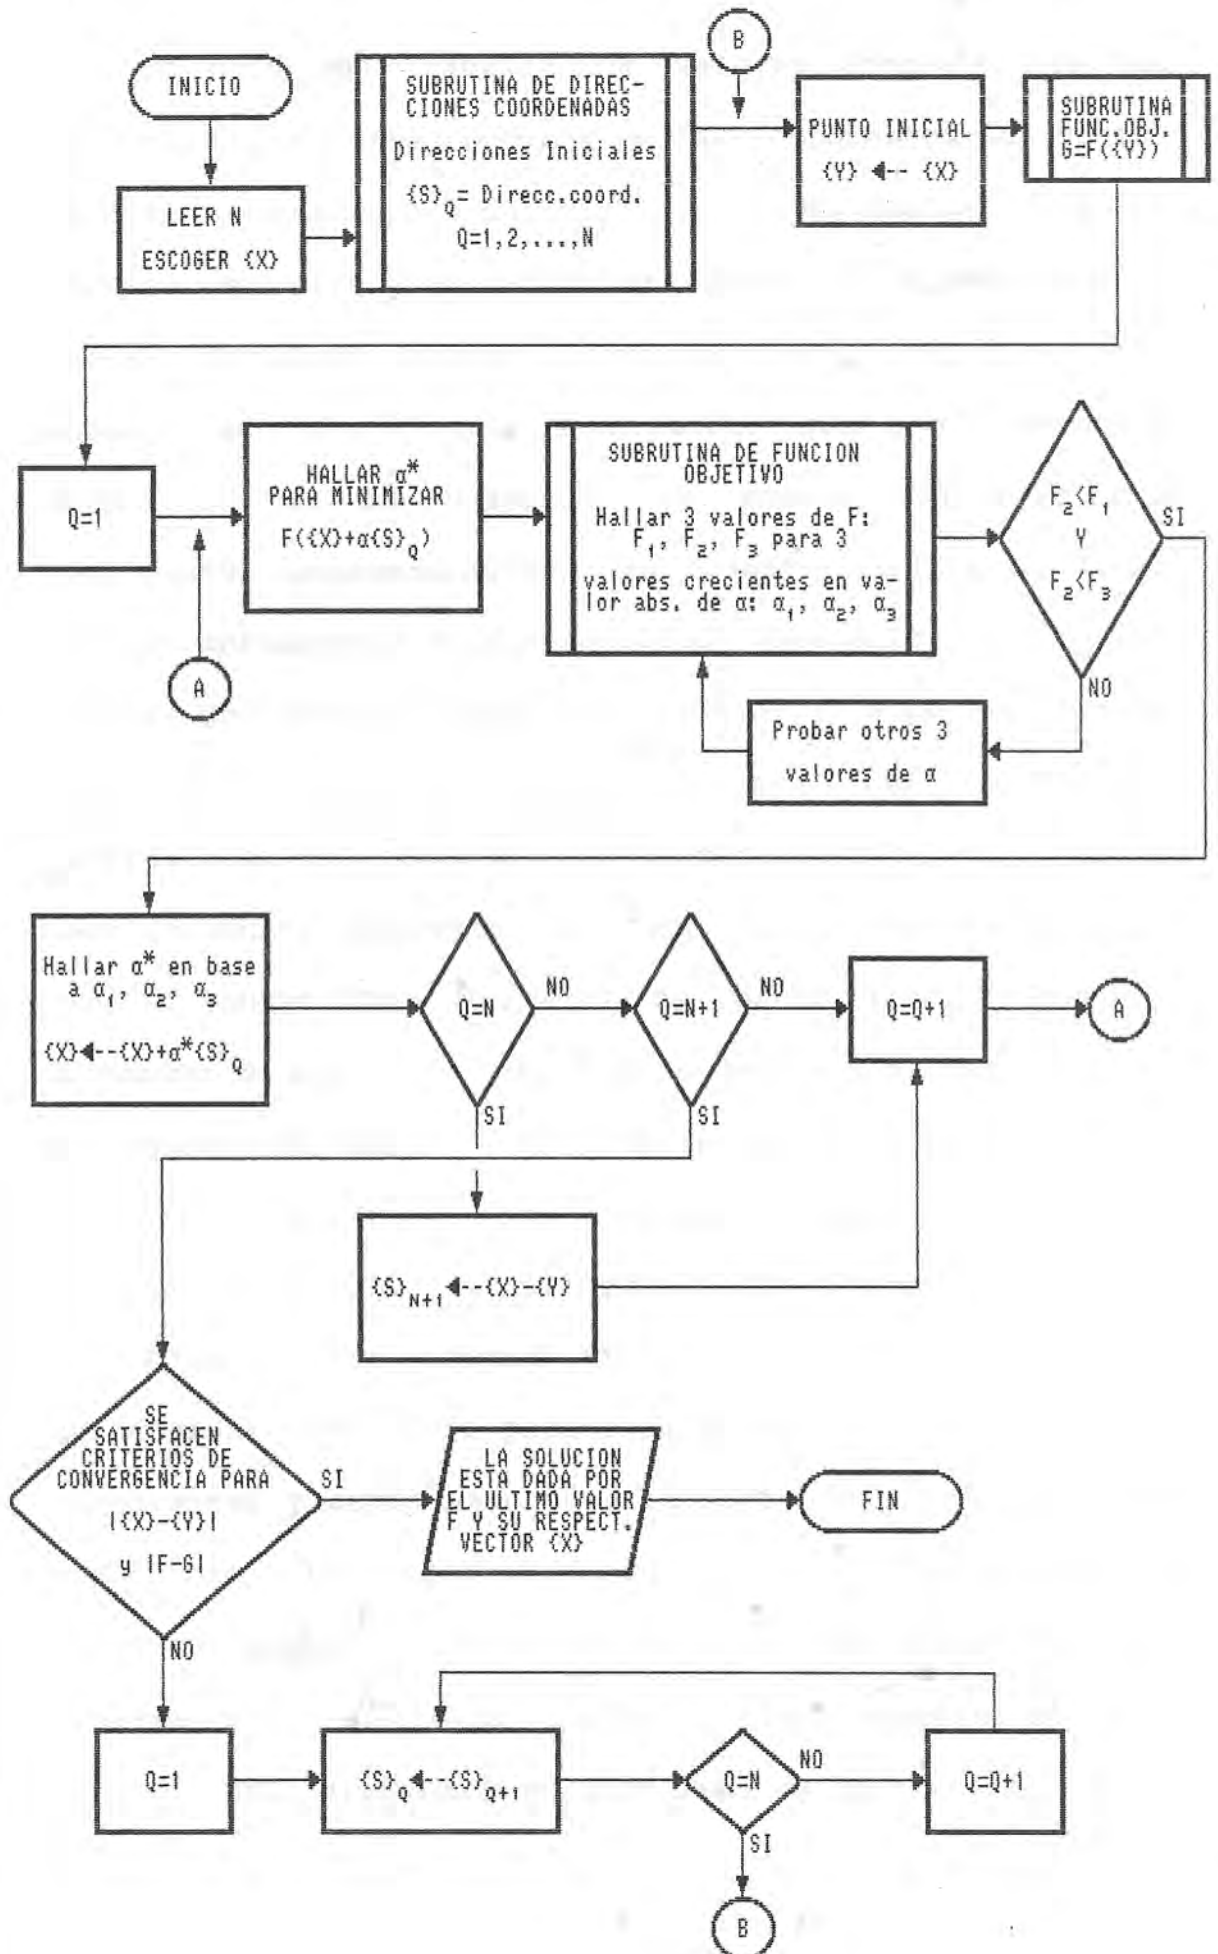 INICIO
LEER N
ESCOGER {X}
SUBRUTINA DE DIREC-
CIONES COORDENADAS
Direcciones Iniciales
{S}Q= Direcc.coord.
Q=1,2,...,N
B
PUNTO INICIAL
{Y} ◄-- {X}
SUBRUTINA
FUNC.OBJ.
G=F({Y})
Q=1
A
HALLAR α*
PARA MINIMIZAR
F({X}+α{S}Q)
SUBRUTINA DE FUNCION
OBJETIVO
Hallar 3 valores de F:
F1, F2, F3 para 3
valores crecientes en va-
lor abs. de α: α1, α2, α3
F2<F1
Y
F2<F3
SI
NO
Probar otros 3
valores de α
Hallar α* en base
a α1, α2, α3
{X}◄--{X}+α*{S}Q
Q=N
NO
SI
Q=N+1
NO
SI
Q=Q+1
A
{S}N+1◄--{X}-{Y}
SE
SATISFACEN
CRITERIOS DE
CONVERGENCIA PARA
|{X}-{Y}|
y |F-G|
SI
NO
LA SOLUCION
ESTA DADA POR
EL ULTIMO VALOR
F Y SU RESPECT.
VECTOR {X}
FIN
Q=1
{S}Q◄--{S}Q+1
Q=N
NO
SI
Q=Q+1
B